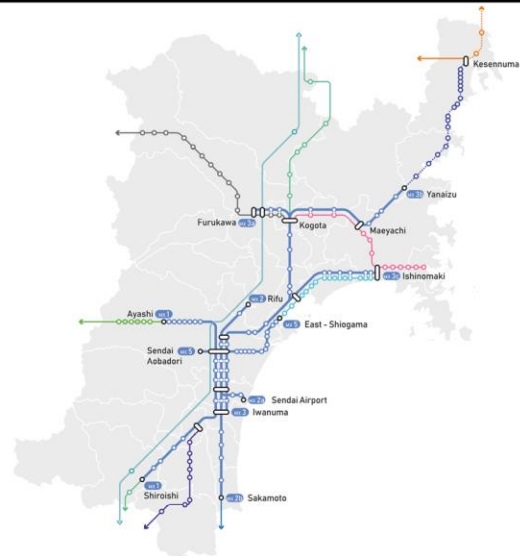 Kesennuma
Yanaizu
Furukawa
Kogota
Maeyachi
Ishinomaki
Rifu
Ayashi
East - Shiogama
Sendai
Aobadori
Sendai Airport
Iwanuma
Shiroishi
Sakamoto